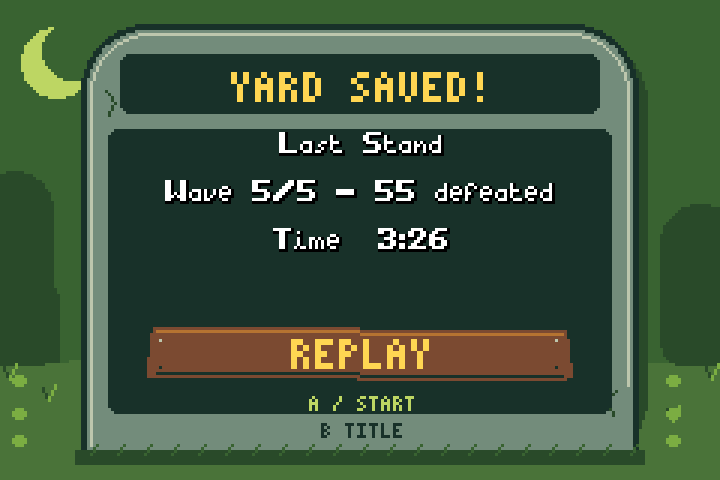 YARD SAVED!
Last Stand
Wave 5/5 - 55 defeated
Time 3:26
REPLAY
A / START
B TITLE